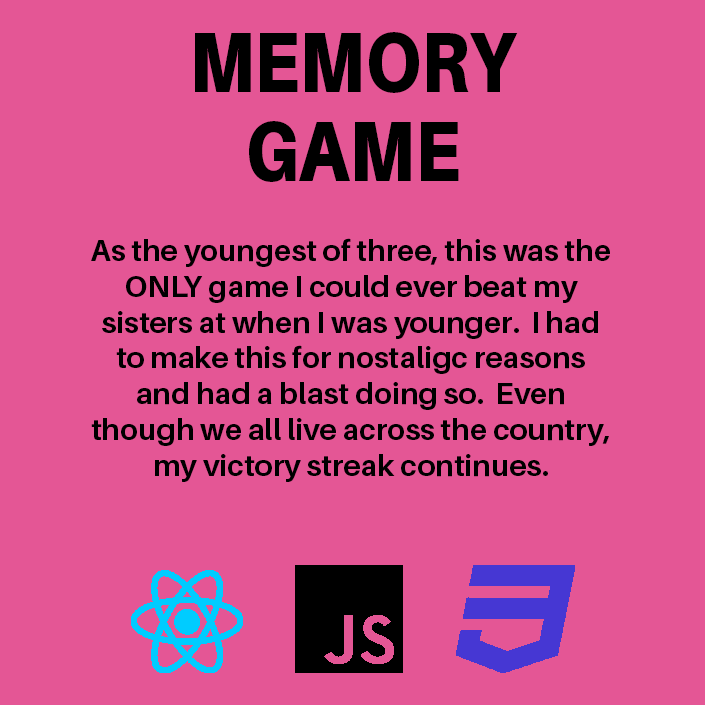 MEMORY
GAME
As the youngest of three, this was the
ONLY game I could ever beat my
sisters at when I was younger.  I had
to make this for nostaligc reasons
and had a blast doing so.  Even
though we all live across the country,
my victory streak continues.
JS